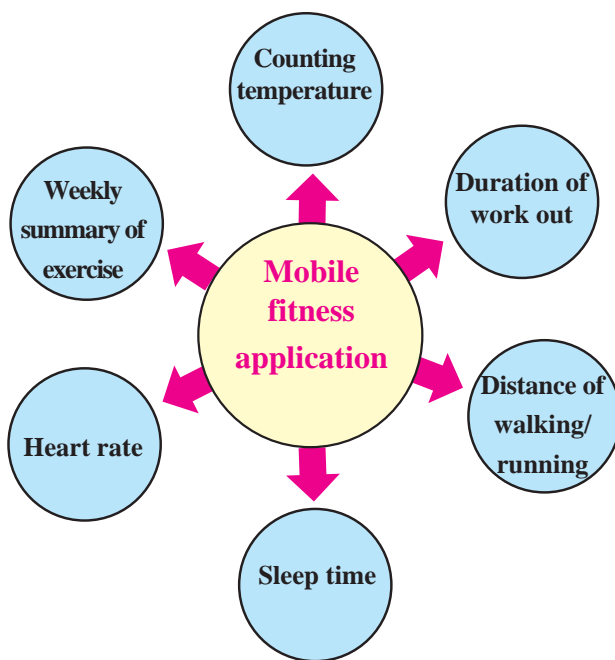 Counting
temperature
Weekly
summary of
exercise
Duration of
work out
Mobile
fitness
application
Heart rate
Distance of
walking/
running
Sleep time